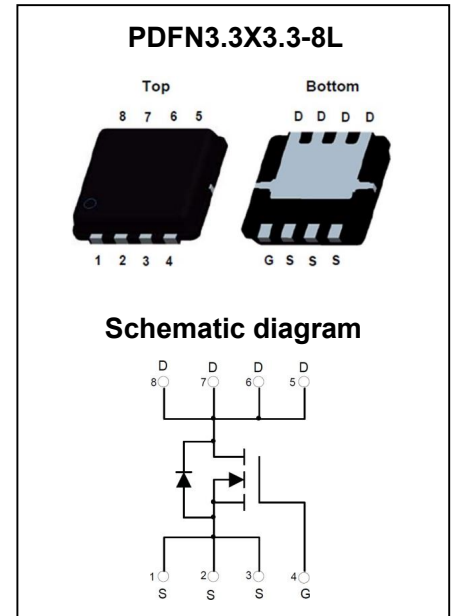 PDFN3.3X3.3-8L
Top
Bottom
8 7 6 5
D D D D
1 2 3 4
G S S S
Schematic diagram
D D D D
8 7 6 5
1 2 3 4
S S S G